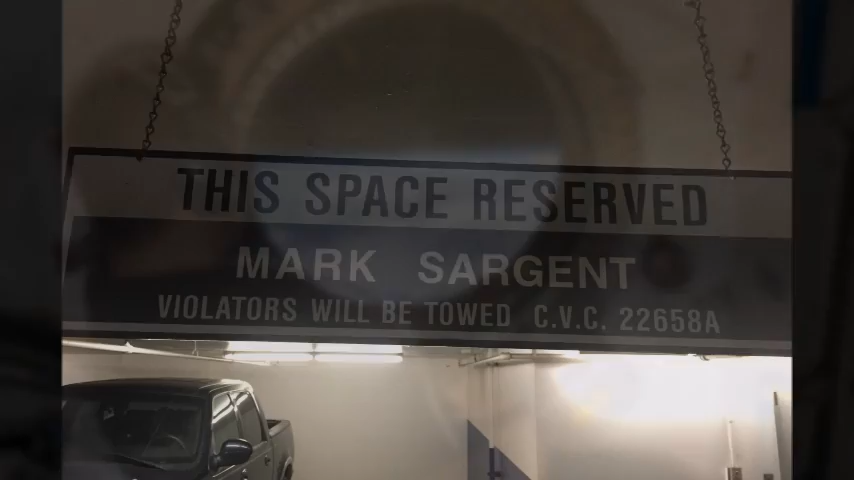 THIS SPACE RESERVED
MARK SARGENT
VIOLATORS WILL BE TOWED C.V.C. 22658A